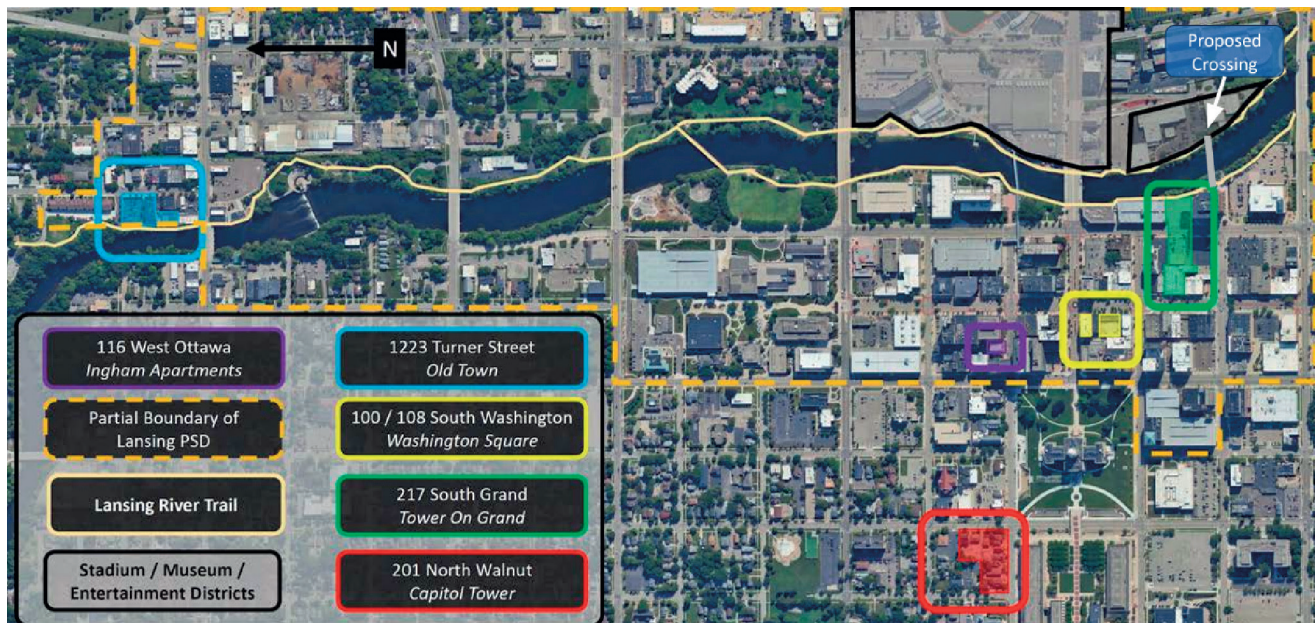 N
Proposed
Crossing
116 West Ottawa
Ingham Apartments
1223 Turner Street
Old Town
Partial Boundary of
Lansing PSD
100 / 108 South Washington
Washington Square
Lansing River Trail
217 South Grand
Tower On Grand
Stadium / Museum /
Entertainment Districts
201 North Walnut
Capitol Tower